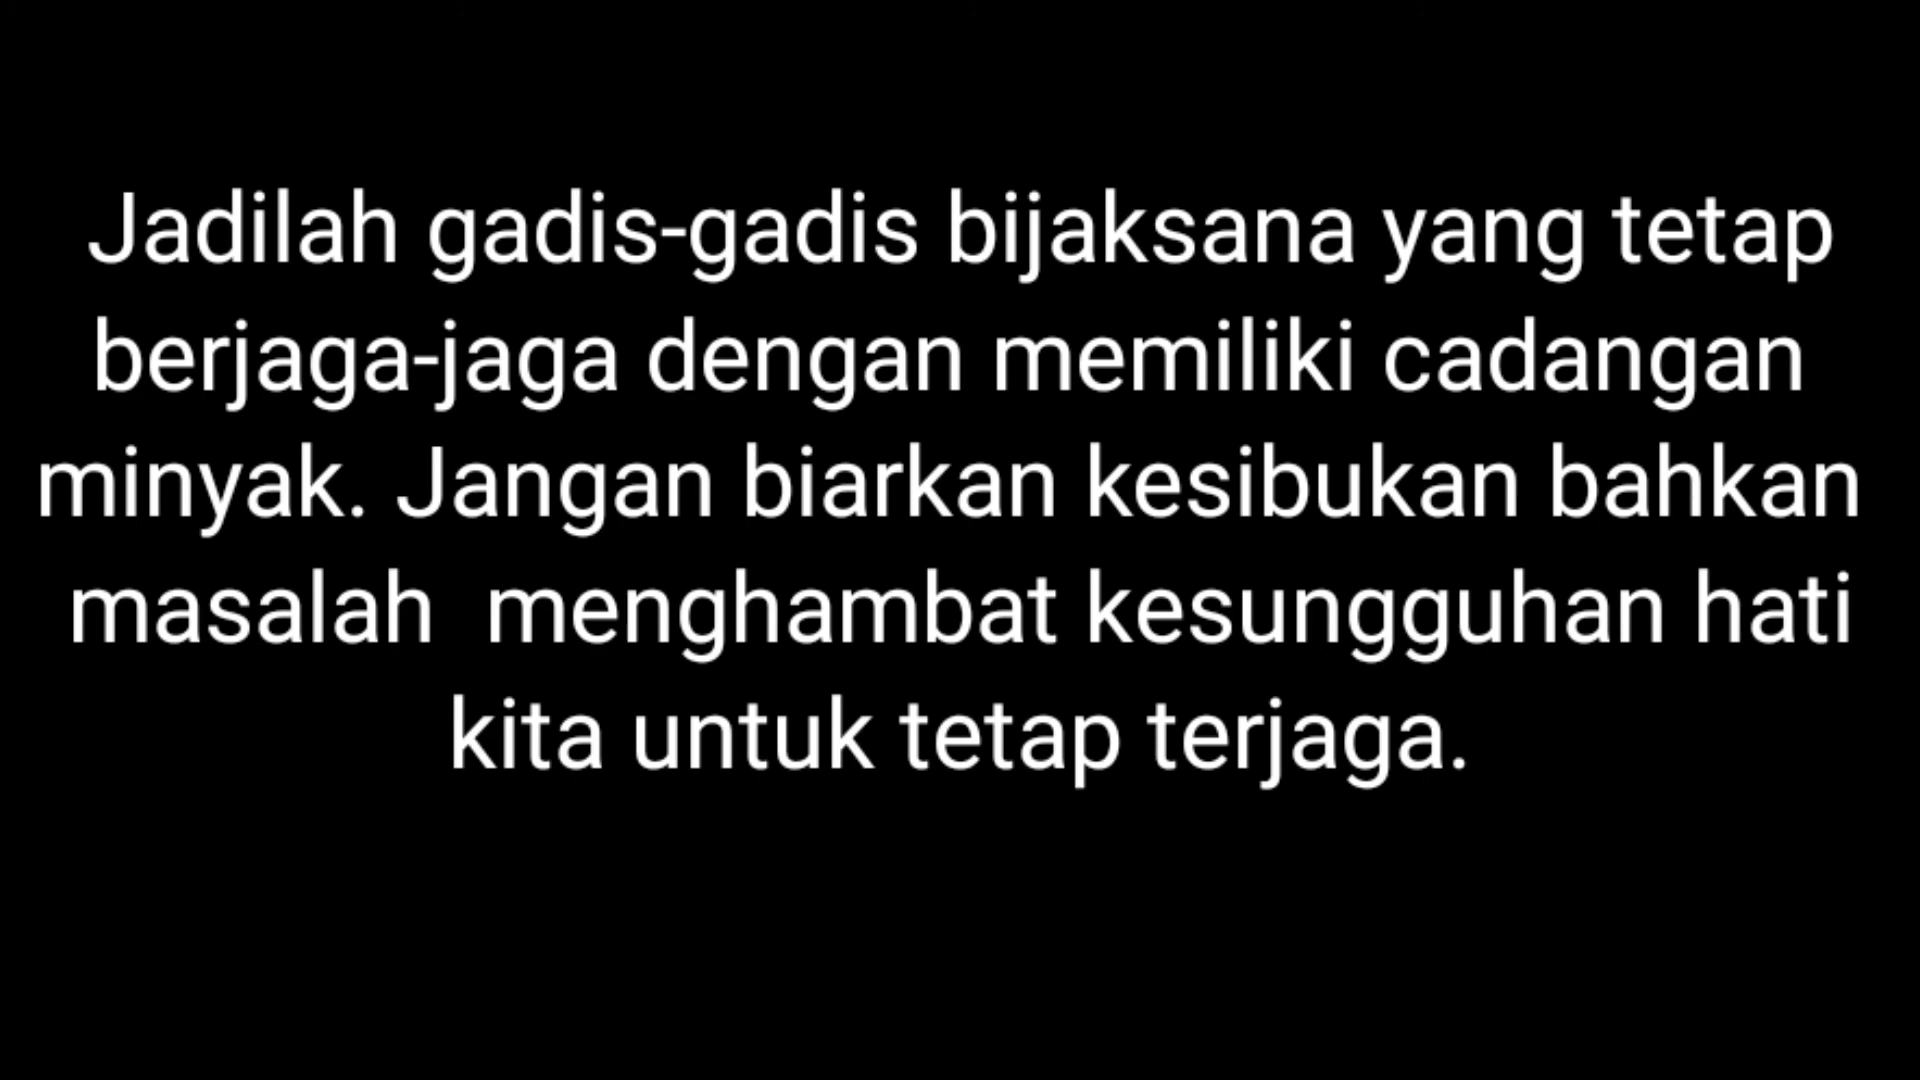 Jadilah gadis-gadis bijaksana yang tetap
berjaga-jaga dengan memiliki cadangan
minyak. Jangan biarkan kesibukan bahkan
masalah  menghambat kesungguhan hati
kita untuk tetap terjaga.